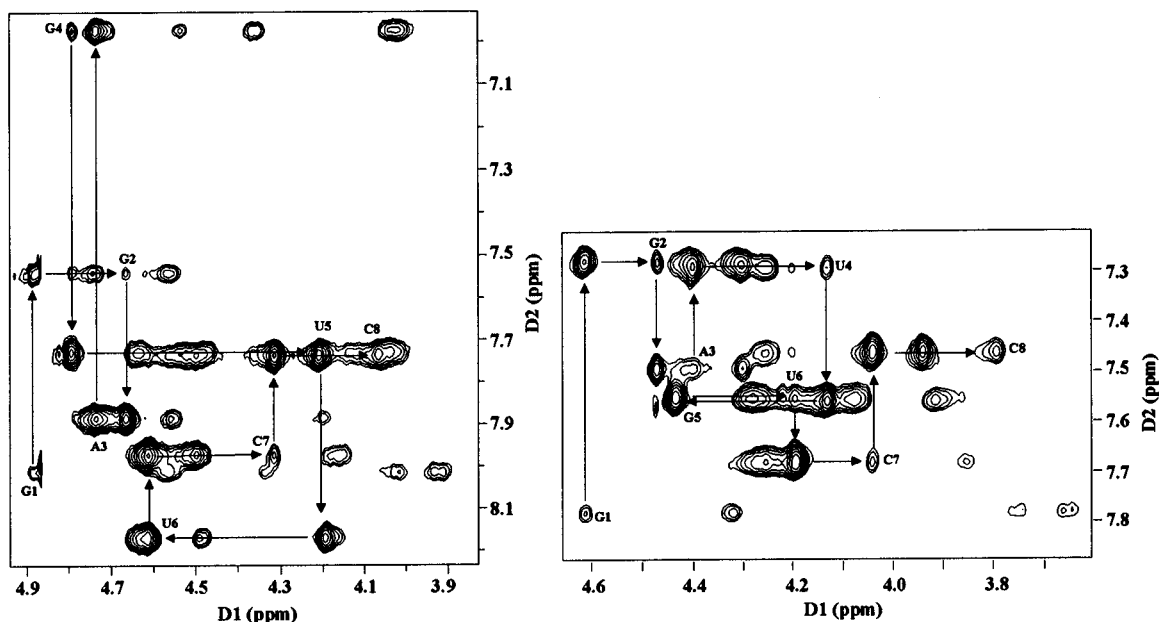 G4
7.1
7.3
G2
7.5
U5
C8
7.7
A3
7.9
C7
G1
U6
8.1
D2 (ppm)
4.9 4.7 4.5 4.3 4.1 3.9
D1 (ppm)
G2
U4
7.3
7.4
A3
C8
7.5
U6
G5
7.6
C7
7.7
G1
7.8
D2 (ppm)
4.6 4.4 4.2 4.0 3.8
D1 (ppm)